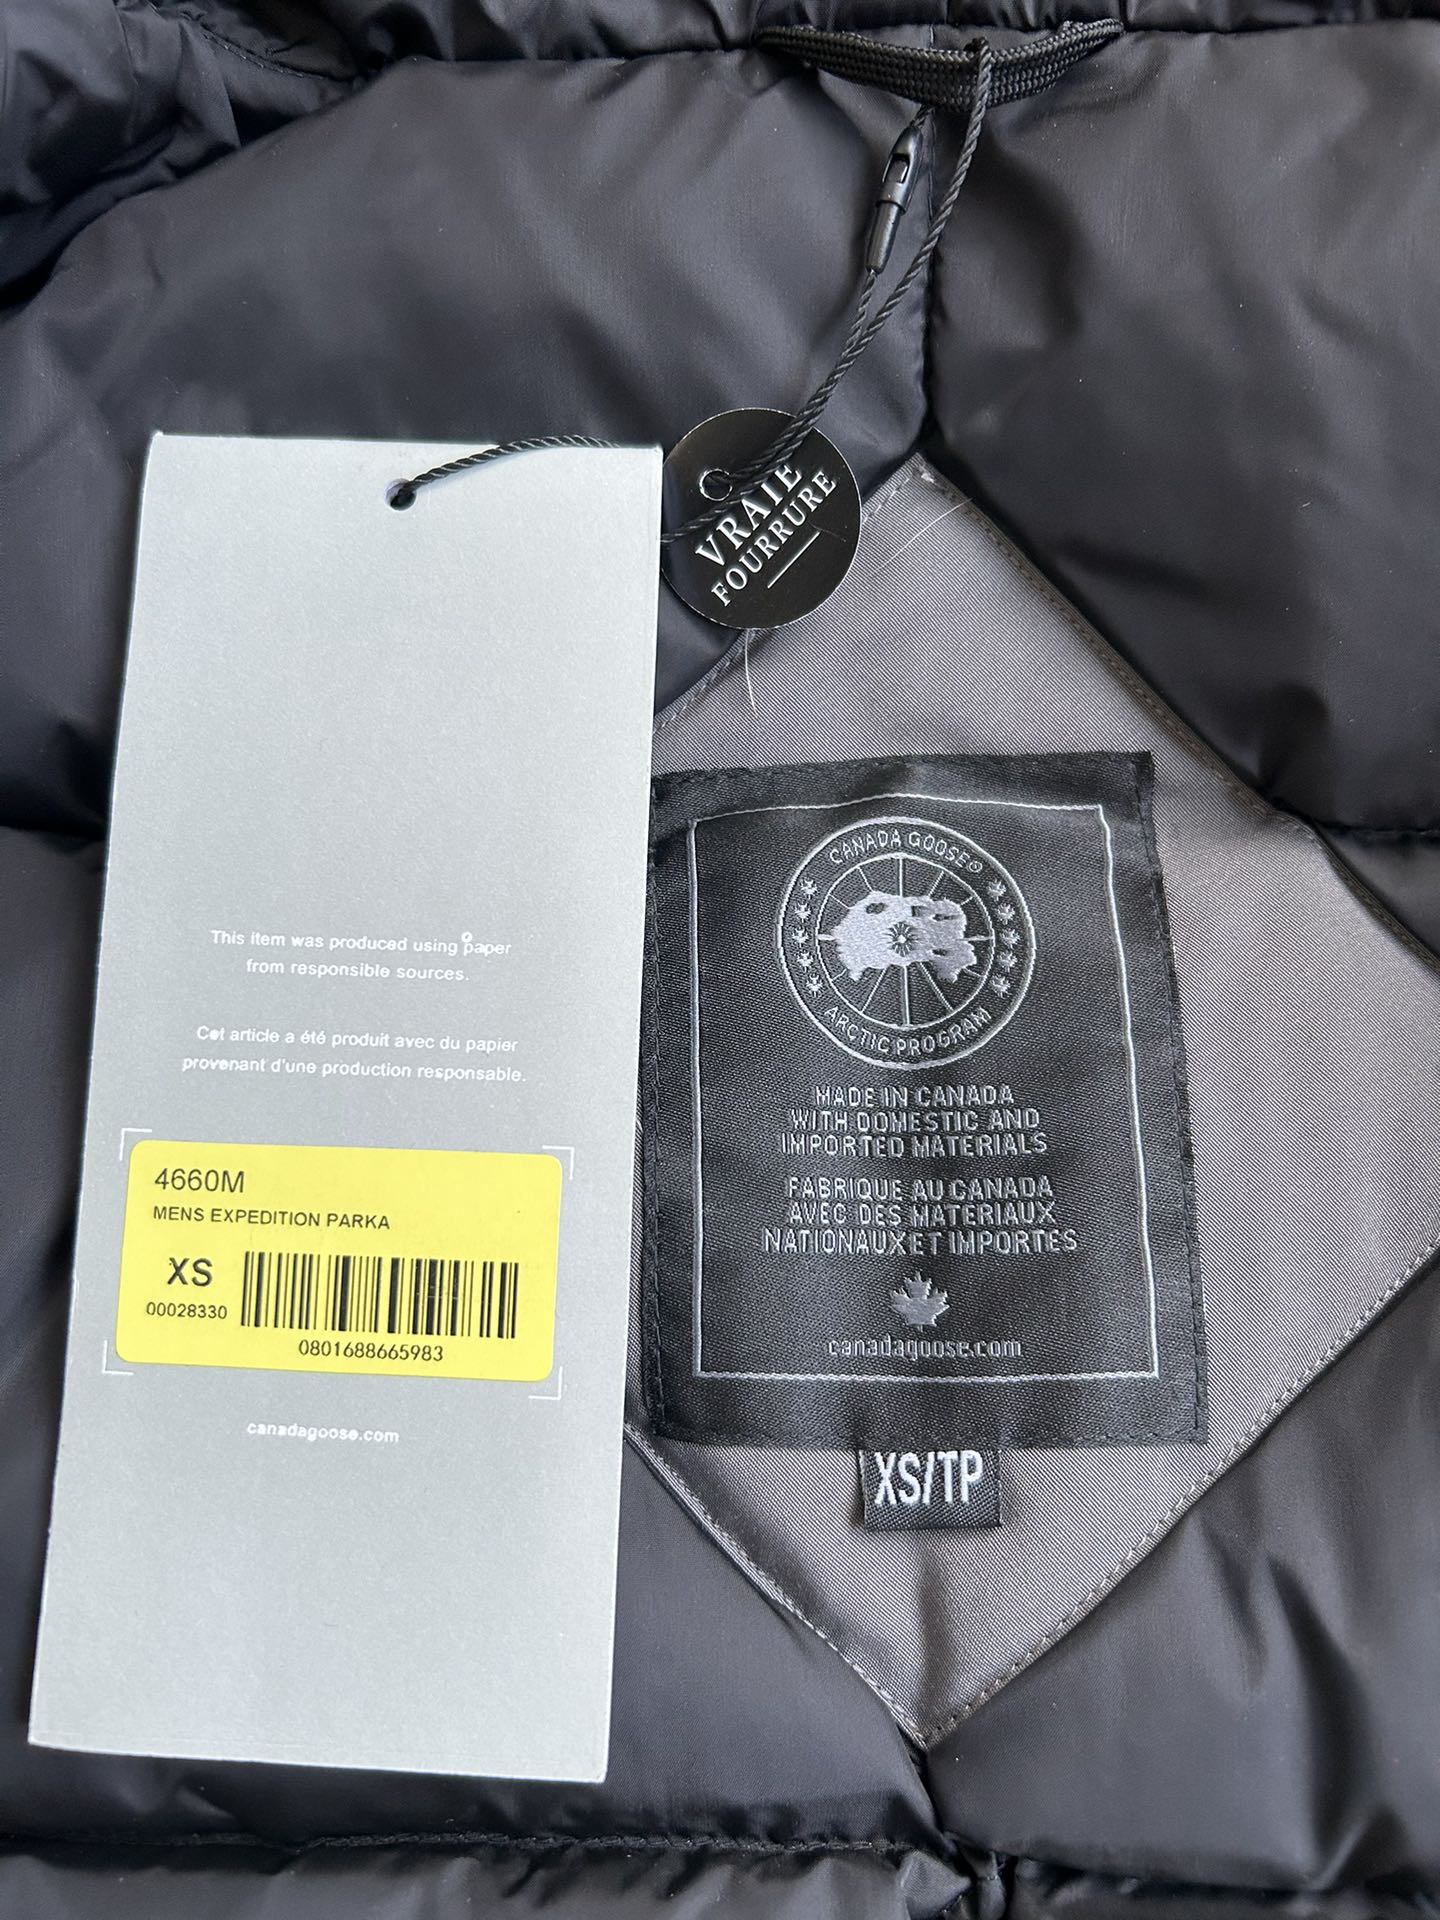 VRAIE
FOURRURE
This item was produced using paper
from responsible sources.
Cet article a été produit avec du papier
provenant d'une production responsable.
4660M
MENS EXPEDITION PARKA
XS
00028330
0801688665983
canadagoose.com
CANADA GOOSE®
ARCTIC PROGRAM
MADE IN CANADA
WITH DOMESTIC AND
IMPORTED MATERIALS
FABRIQUE AU CANADA
AVEC DES MATERIAUX
NATIONAUX ET IMPORTES
canadagoose.com
XS/TP